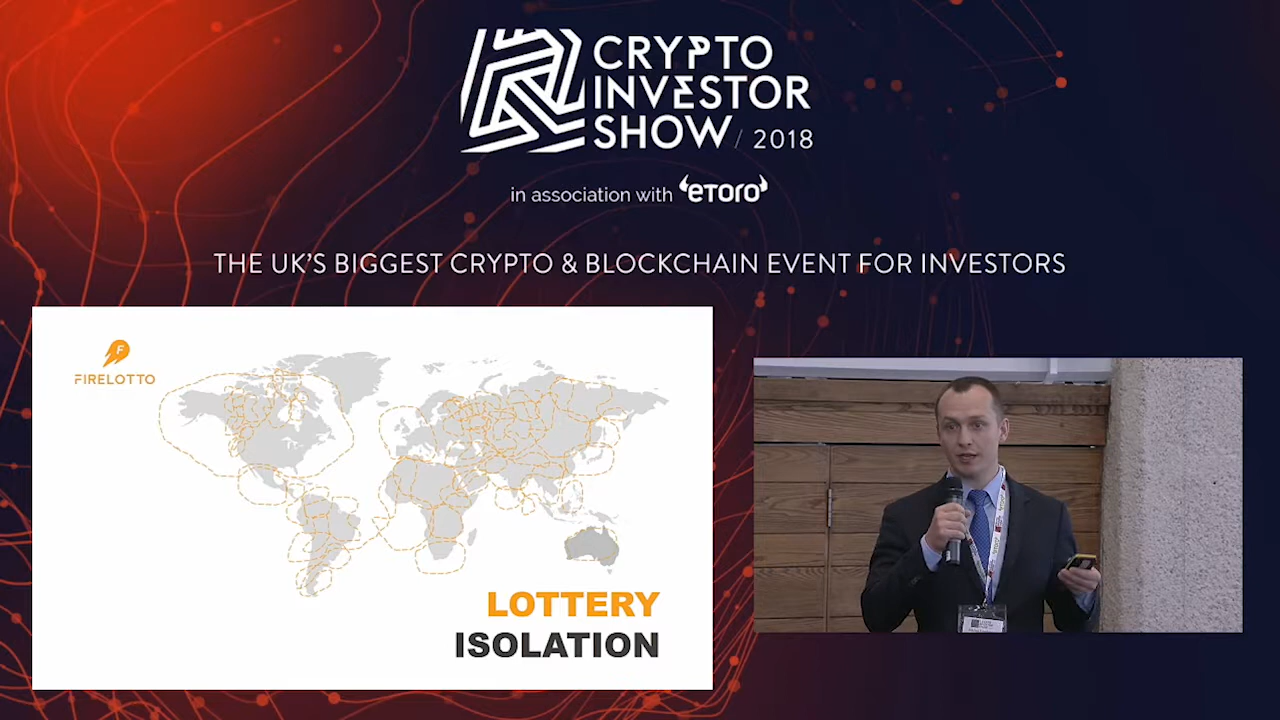 CRYPTO
INVESTOR
SHOW / 2018
in association with eToro
THE UK'S BIGGEST CRYPTO & BLOCKCHAIN EVENT FOR INVESTORS
F
FIRELOTTO
LOTTERY
ISOLATION